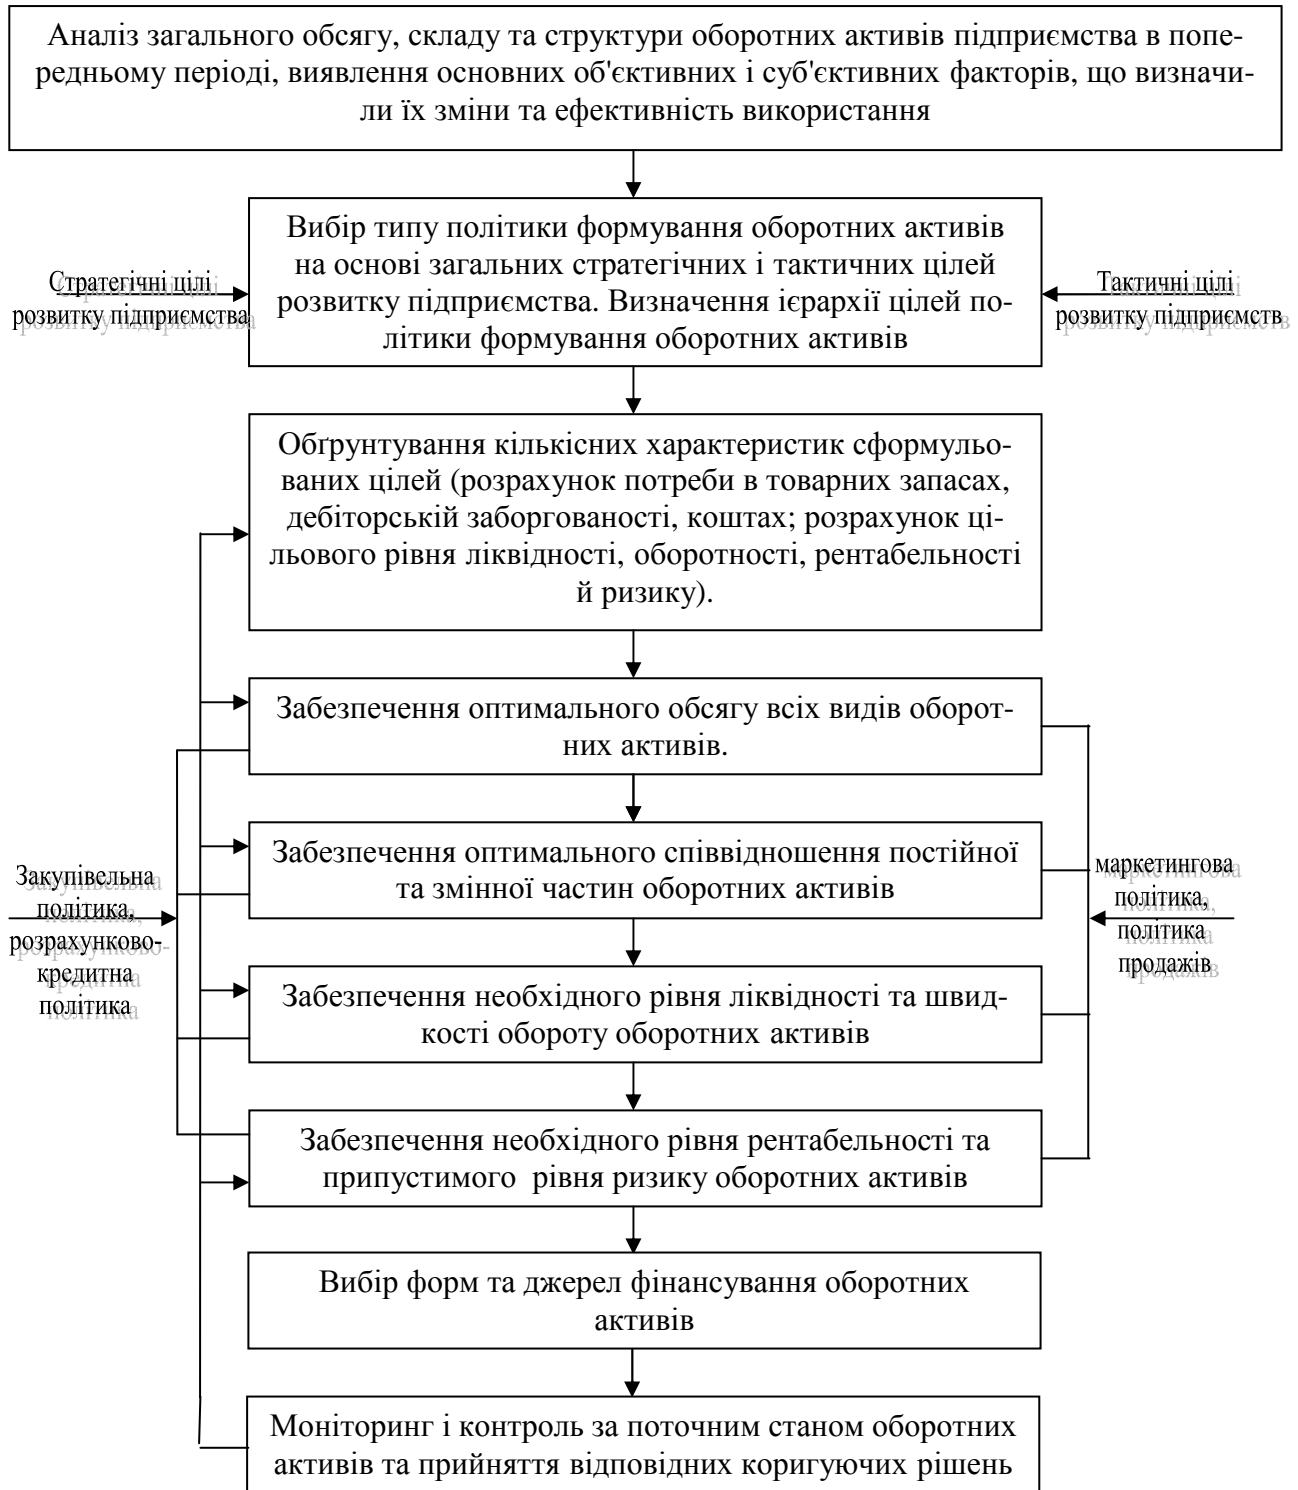 Аналіз загального обсягу, складу та структури оборотних активів підприємства в попе-
редньому періоді, виявлення основних об'єктивних і суб'єктивних факторів, що визначи-
ли їх зміни та ефективність використання
Вибір типу політики формування оборотних активів
на основі загальних стратегічних і тактичних цілей
розвитку підприємства. Визначення ієрархії цілей по-
літики формування оборотних активів
Стратегічні цілі
розвитку підприємства
Тактичні цілі
розвитку підприємств
Обґрунтування кількісних характеристик сформульо-
ваних цілей (розрахунок потреби в товарних запасах,
дебіторській заборгованості, коштах; розрахунок ці-
льового рівня ліквідності, оборотності, рентабельності
й ризику).
Забезпечення оптимального обсягу всіх видів оборот-
них активів.
Забезпечення оптимального співвідношення постійної
та змінної частин оборотних активів
Закупівельна
політика,
розрахунково-
кредитна
політика
маркетингова
політика,
політика
продажів
Забезпечення необхідного рівня ліквідності та швид-
кості обороту оборотних активів
Забезпечення необхідного рівня рентабельності та
припустимого рівня ризику оборотних активів
Вибір форм та джерел фінансування оборотних
активів
Моніторинг і контроль за поточним станом оборотних
активів та прийняття відповідних коригуючих рішень